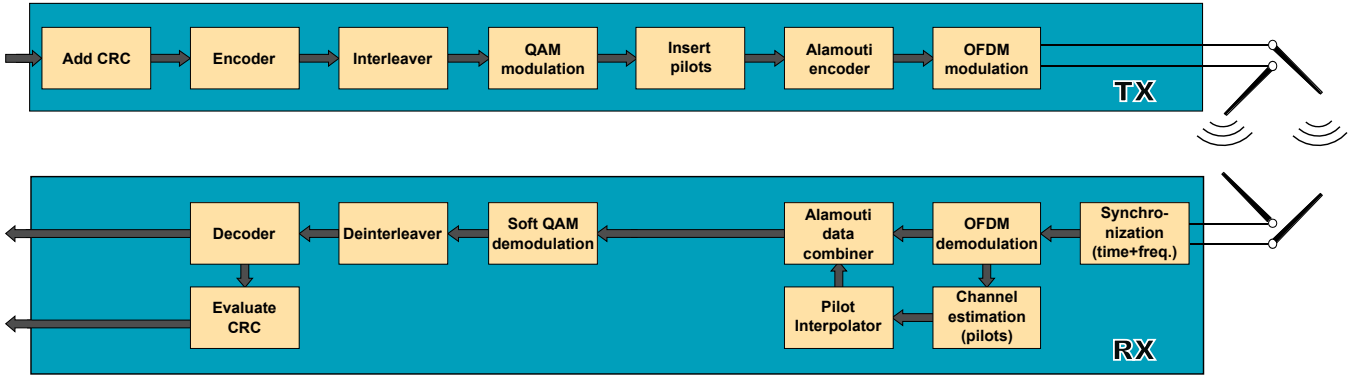 Add CRC
Encoder
Interleaver
QAM
modulation
Insert
pilots
Alamouti
encoder
OFDM
modulation
TX
Decoder
Deinterleaver
Soft QAM
demodulation
Alamouti
data
combiner
OFDM
demodulation
Synchro-
nization
(time+freq.)
Evaluate
CRC
Pilot
Interpolator
Channel
estimation
(pilots)
RX